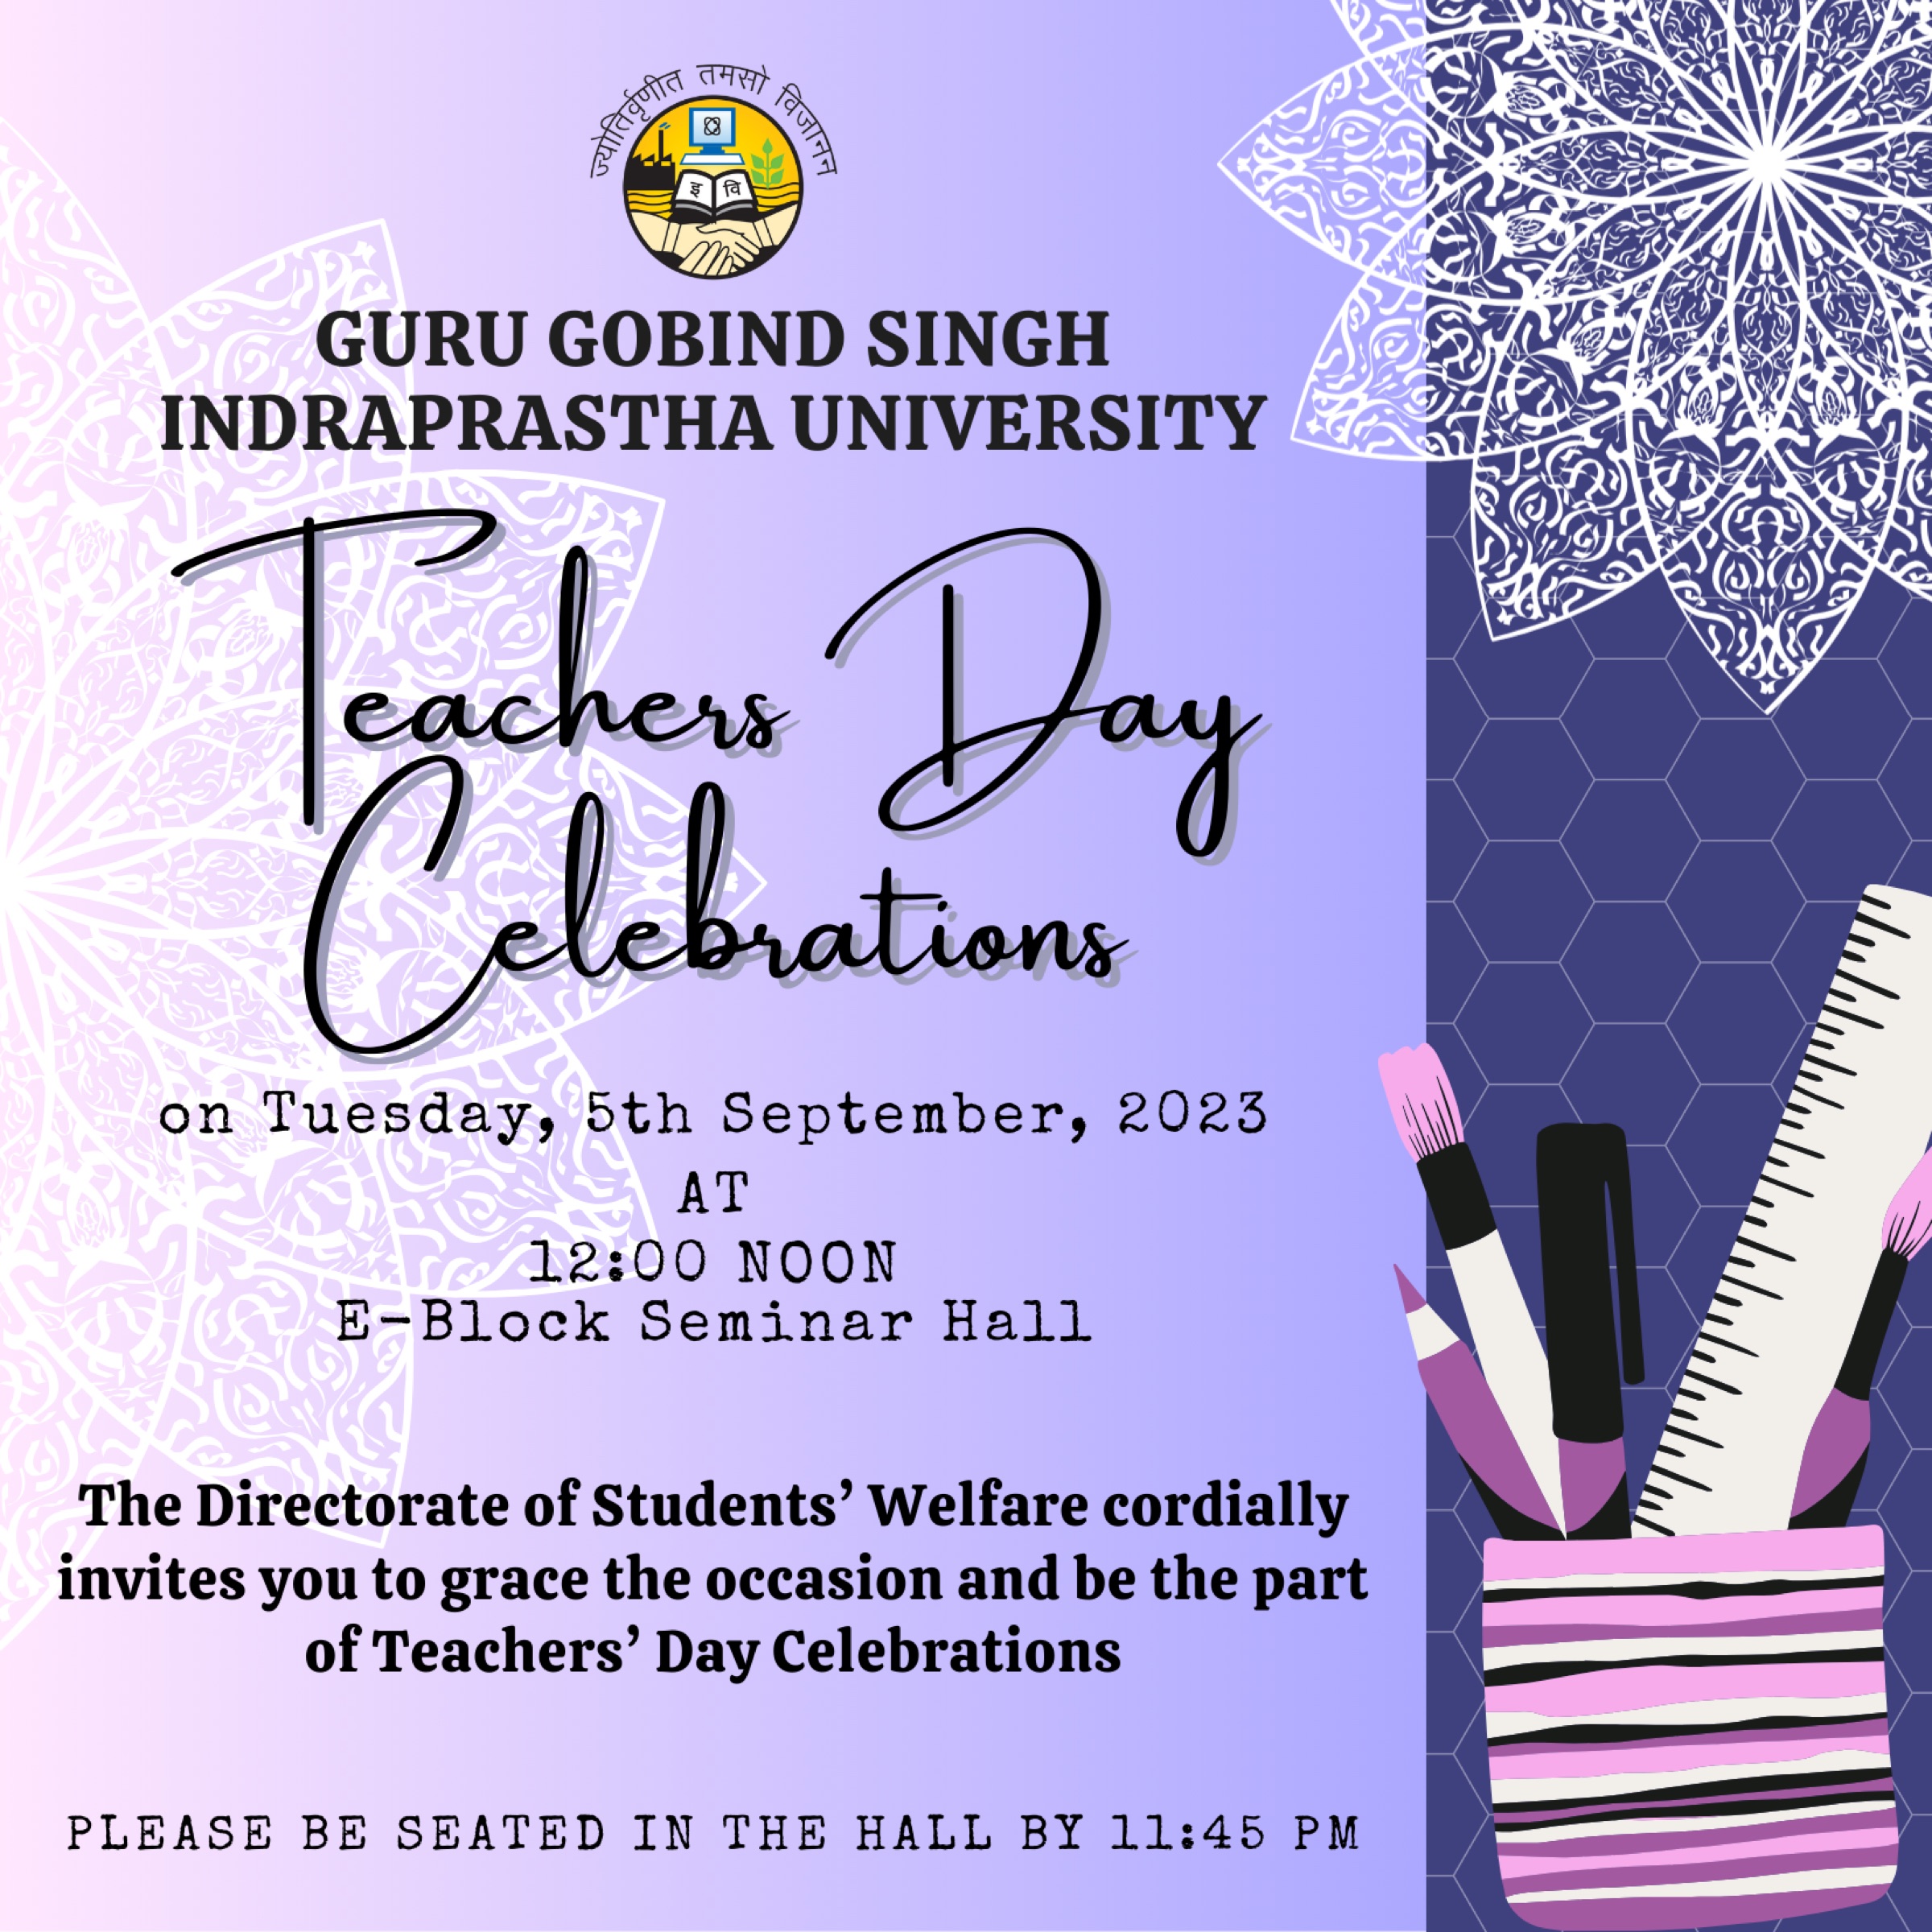 ज्योतिर्वृणीत तमसो विजानन
इ वि
GURU GOBIND SINGH
INDRAPRASTHA UNIVERSITY
Teachers Day
Celebrations
on Tuesday, 5th September, 2023
AT
12:00 NOON
E-Block Seminar Hall
The Directorate of Students’ Welfare cordially
invites you to grace the occasion and be the part
of Teachers’ Day Celebrations
PLEASE BE SEATED IN THE HALL BY 11:45 PM